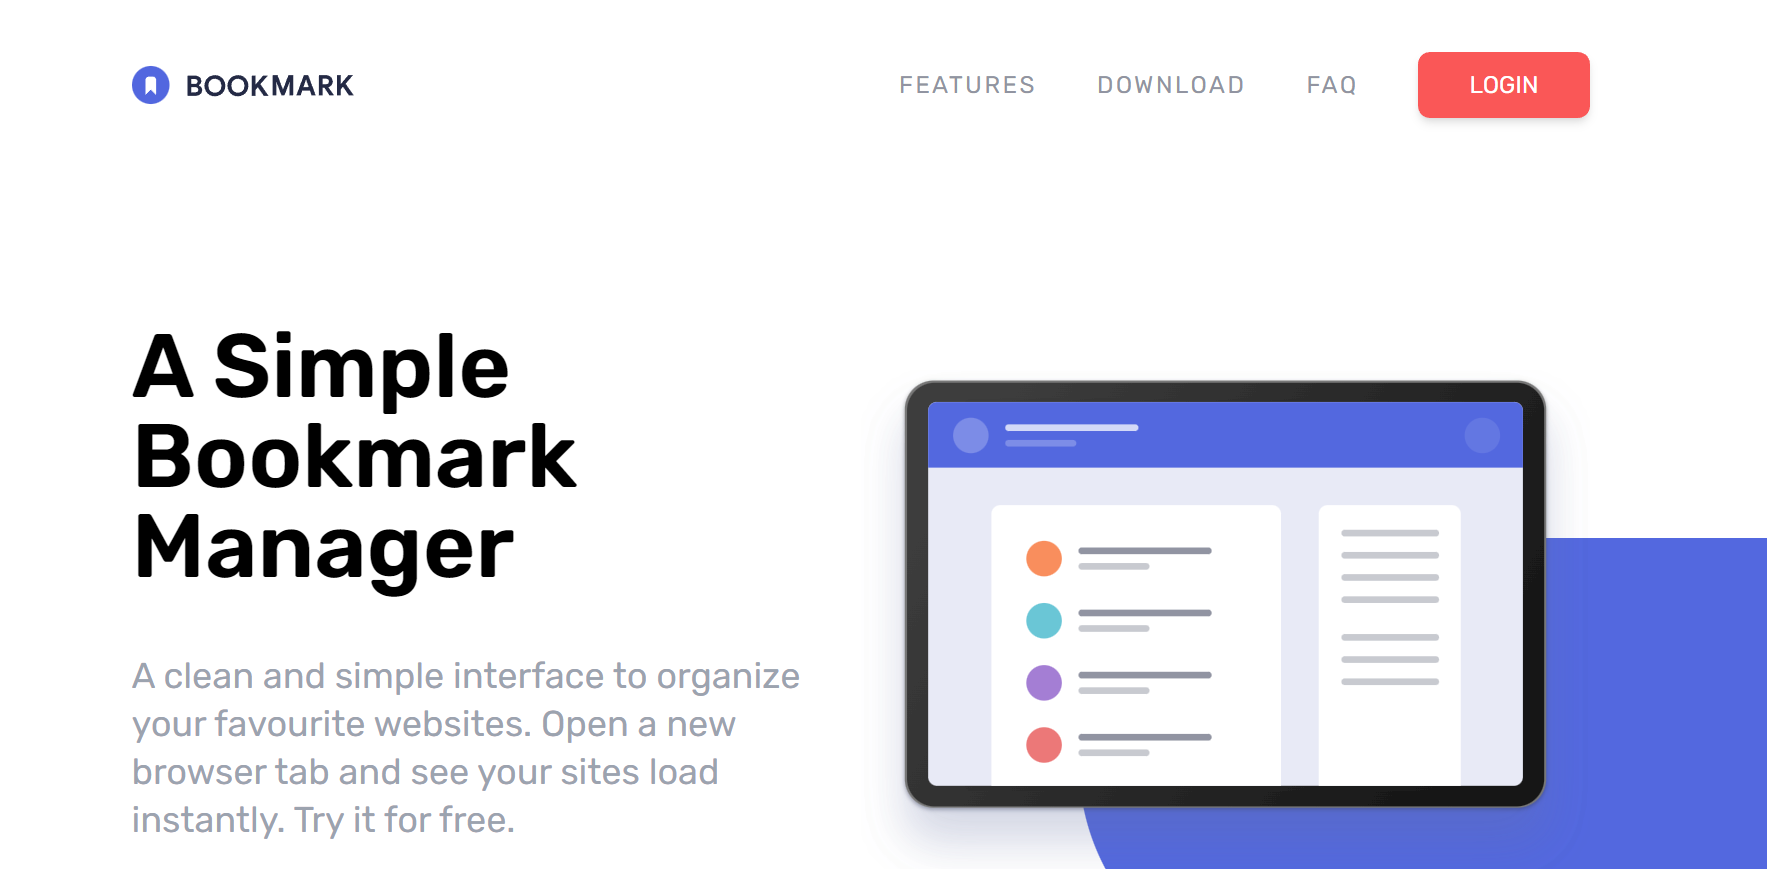 BOOKMARK
FEATURES
DOWNLOAD
FAQ
LOGIN
A Simple
Bookmark
Manager
A clean and simple interface to organize
your favourite websites. Open a new
browser tab and see your sites load
instantly. Try it for free.